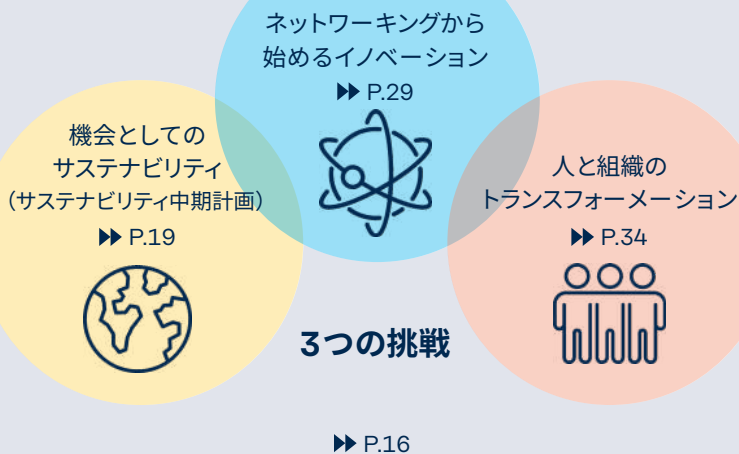 ネットワーキングから
始めるイノベーション
P.29
機会としての
サステナビリティ
（サステナビリティ中期計画）
P.19
人と組織の
トランスフォーメーション
P.34
3つの挑戦
P.16